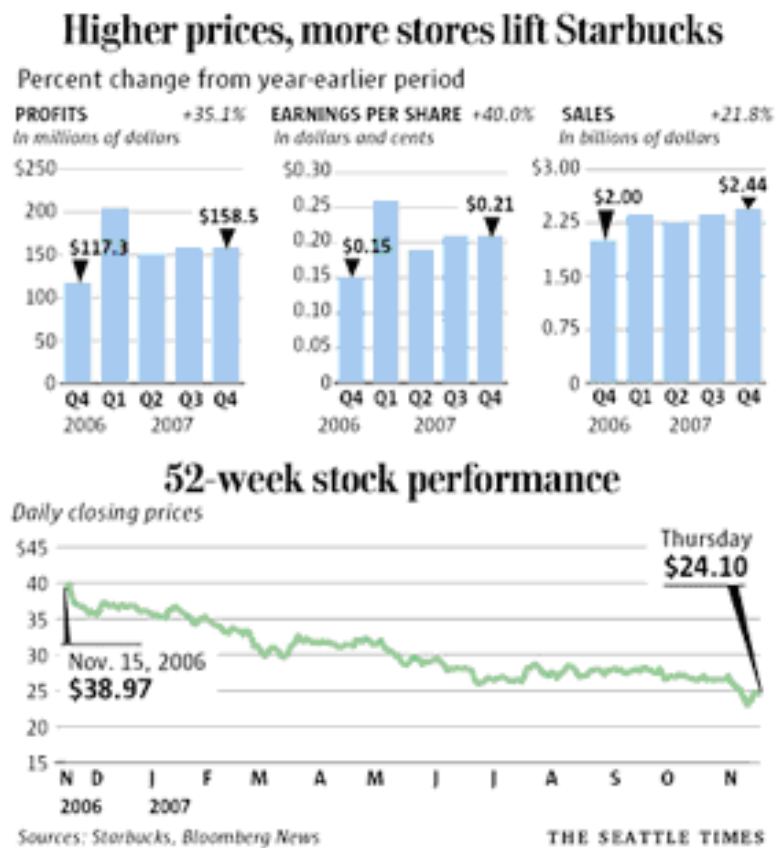 Higher prices, more stores lift Starbucks
Percent change from year-earlier period
PROFITS +35.1%
In millions of dollars
$250
200
150
100
50
0
$117.3
$158.5
Q4 Q1 Q2 Q3 Q4
2006 2007
EARNINGS PER SHARE +40.0%
In dollars and cents
$0.30
0.25
0.20
0.15
0.10
0.05
0
$0.15
$0.21
Q4 Q1 Q2 Q3 Q4
2006 2007
SALES +21.8%
In billions of dollars
$3.00
2.25
1.50
0.75
0
$2.00
$2.44
Q4 Q1 Q2 Q3 Q4
2006 2007
52-week stock performance
Daily closing prices
$45
40
35
30
25
20
15
Nov. 15, 2006
$38.97
Thursday
$24.10
N D J F M A M J J A S O N
2006 2007
Sources: Starbucks, Bloomberg News
THE SEATTLE TIMES